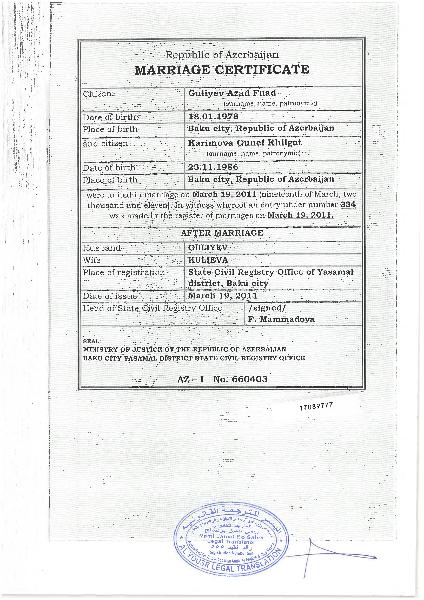 Republic of Azerbaijan
MARRIAGE CERTIFICATE
Citizen: Guliyev Azad Fuad
(surname, name, patronymic)
Date of birth: 18.01.1978
Place of birth: Baku city, Republic of Azerbaijan
and citizen Karimova Gunel Khilgat
(surname, name, patronymic)
Date of birth: 23.11.1986
Place of birth: Baku city, Republic of Azerbaijan
were united in marriage on March 19, 2011 (nineteenth of March, two
thousand and eleven). In witness whereof an entry under number 334
was made in the register of marriages on March 19, 2011.
AFTER MARRIAGE
Husband GULIYEV
Wife KULIEVA
Place of registration State Civil Registry Office of Yasamal
district, Baku city
Date of issue March 19, 2011
Head of State Civil Registry Office /signed/
F. Mammadova
SEAL:
MINISTRY OF JUSTICE OF THE REPUBLIC OF AZERBAIJAN
BAKU CITY YASAMAL DISTRICT STATE CIVIL REGISTRY OFFICE
AZ - I No. 660403
Legal Translator
LEGAL TRANSLATION